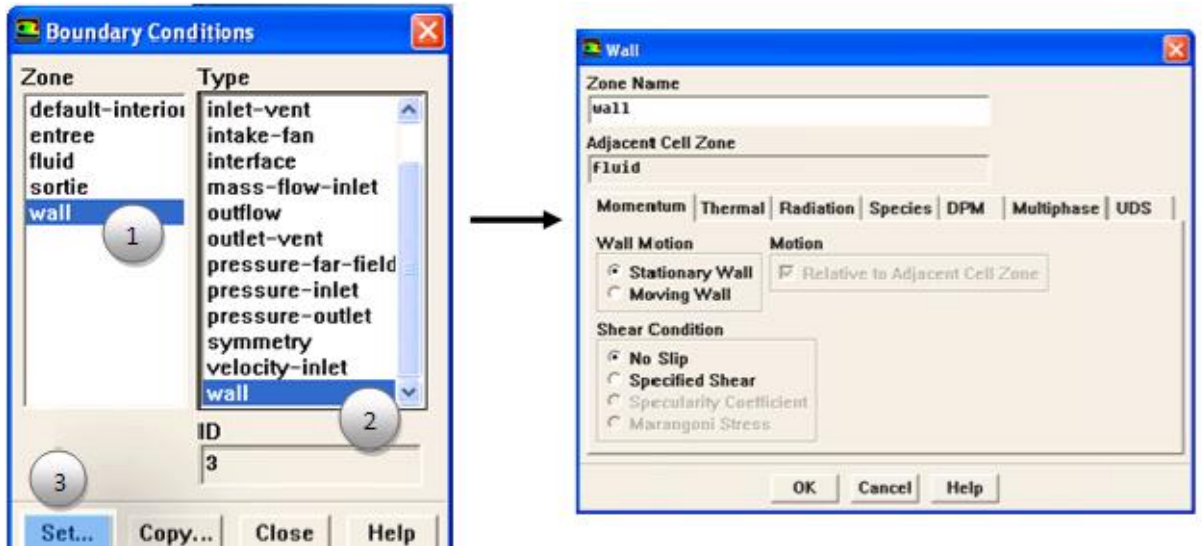 Boundary Conditions
Zone
default-interior
entree
fluid
sortie
wall
1
Type
inlet-vent
intake-fan
interface
mass-flow-inlet
outflow
outlet-vent
pressure-far-field
pressure-inlet
pressure-outlet
symmetry
velocity-inlet
wall
2
ID
3
3
Set... Copy... Close Help
Wall
Zone Name
wall
Adjacent Cell Zone
fluid
Momentum Thermal Radiation Species DPM Multiphase UDS
Wall Motion
Stationary Wall
Moving Wall
Motion
Relative to Adjacent Cell Zone
Shear Condition
No Slip
Specified Shear
Specularity Coefficient
Marangoni Stress
OK Cancel Help